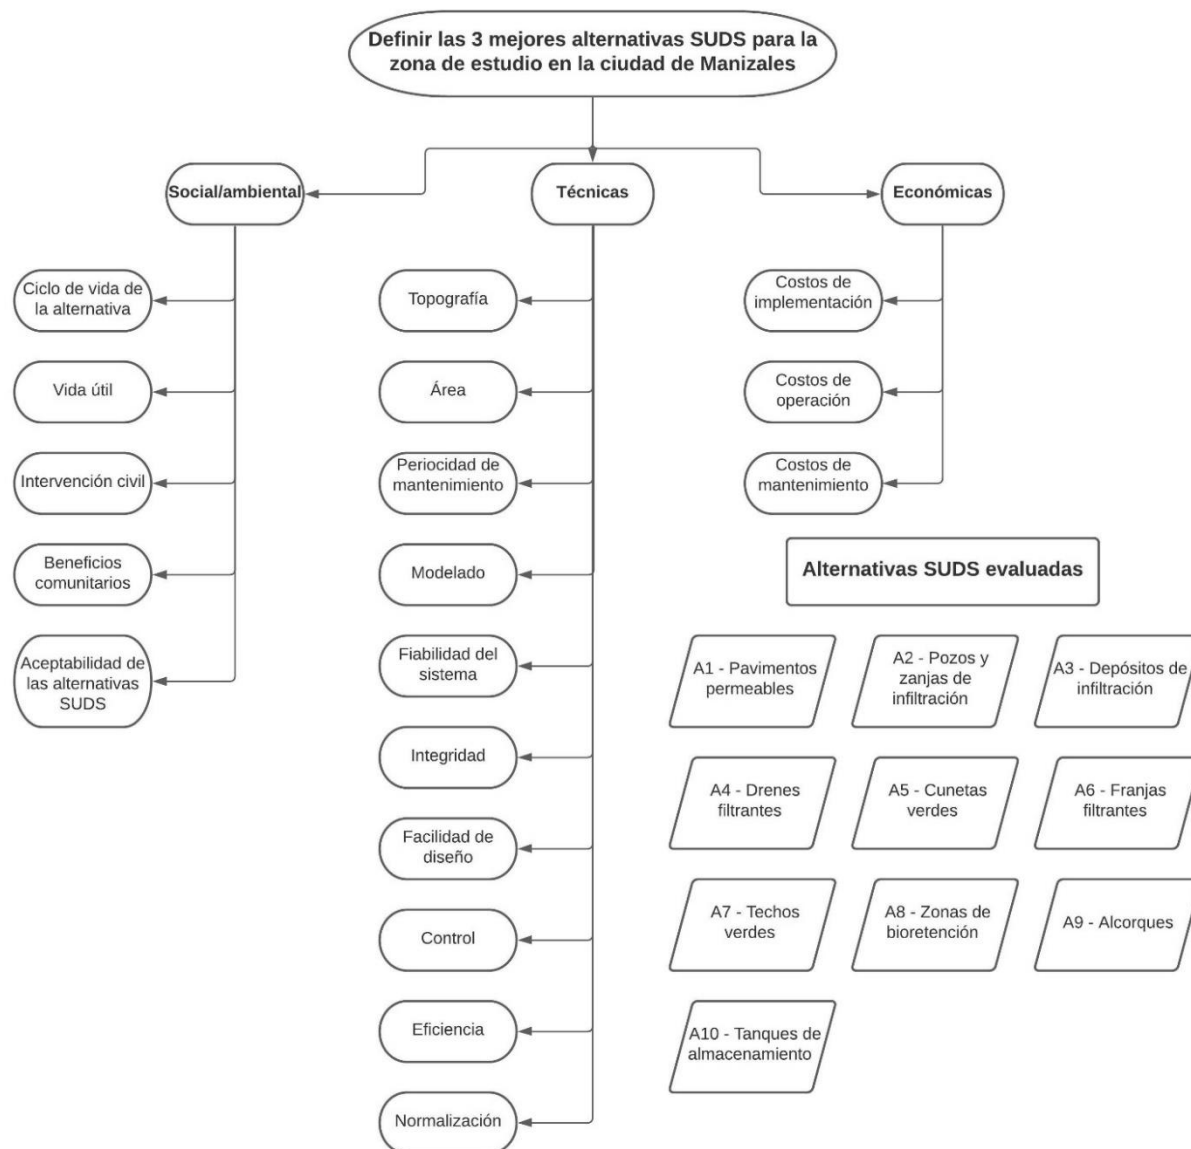 Definir las 3 mejores alternativas SUDS para la
zona de estudio en la ciudad de Manizales
Social/ambiental
Técnicas
Económicas
Ciclo de vida de
la alternativa
Vida útil
Intervención civil
Beneficios
comunitarios
Aceptabilidad de
las alternativas
SUDS
Topografía
Área
Periocidad de
mantenimiento
Modelado
Fiabilidad del
sistema
Integridad
Facilidad de
diseño
Control
Eficiencia
Normalización
Costos de
implementación
Costos de
operación
Costos de
mantenimiento
Alternativas SUDS evaluadas
A1 - Pavimentos
permeables
A2 - Pozos y
zanjas de
infiltración
A3 - Depósitos de
infiltración
A4 - Drenes
filtrantes
A5 - Cunetas
verdes
A6 - Franjas
filtrantes
A7 - Techos
verdes
A8 - Zonas de
bioretención
A9 - Alcorques
A10 - Tanques de
almacenamiento